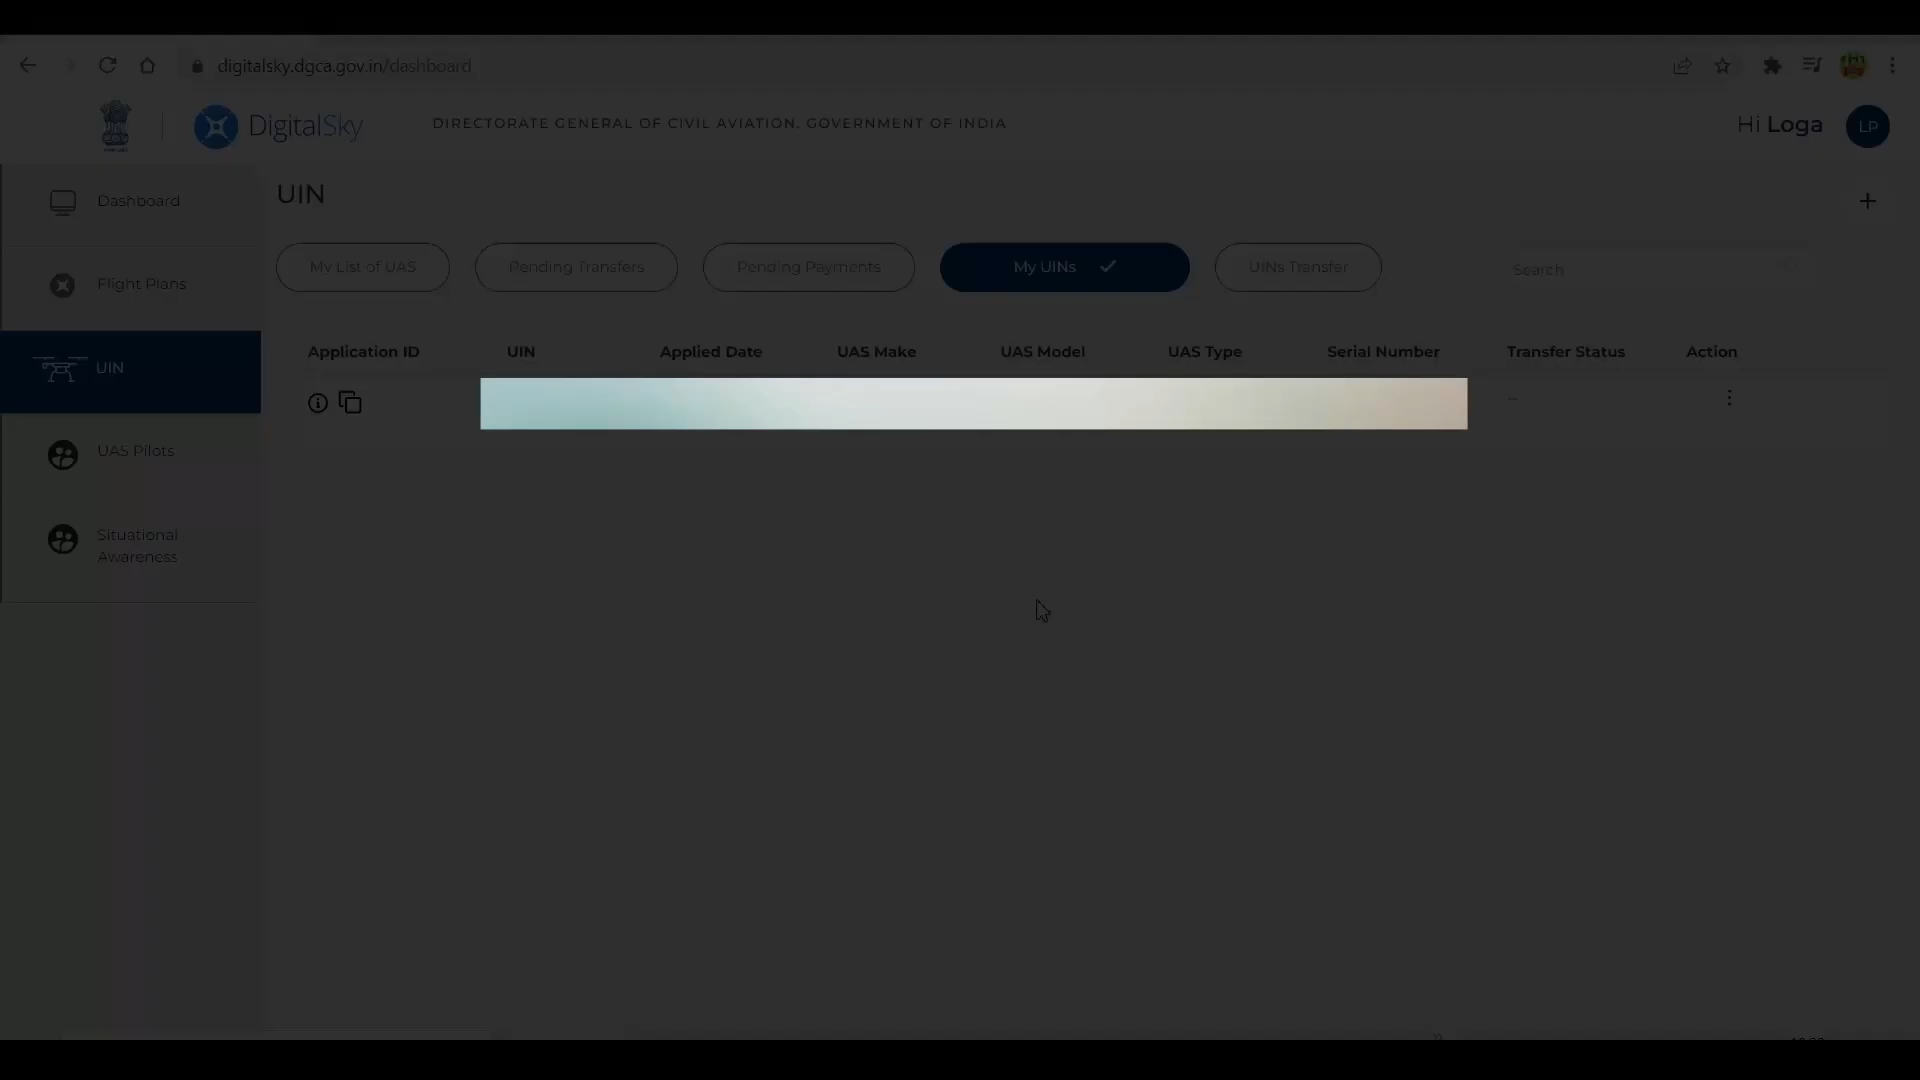 digitalsky.dgca.gov.in/dashboard
DigitalSky
DIRECTORATE GENERAL OF CIVIL AVIATION. GOVERNMENT OF INDIA
Hi Loga
LP
Dashboard
Flight Plans
UIN
UAS Pilots
Situational
Awareness
UIN
+
My List of UAS
Pending Transfers
Pending Payments
My UINs
UINs Transfer
Search
Application ID
UIN
Applied Date
UAS Make
UAS Model
UAS Type
Serial Number
Transfer Status
Action
--